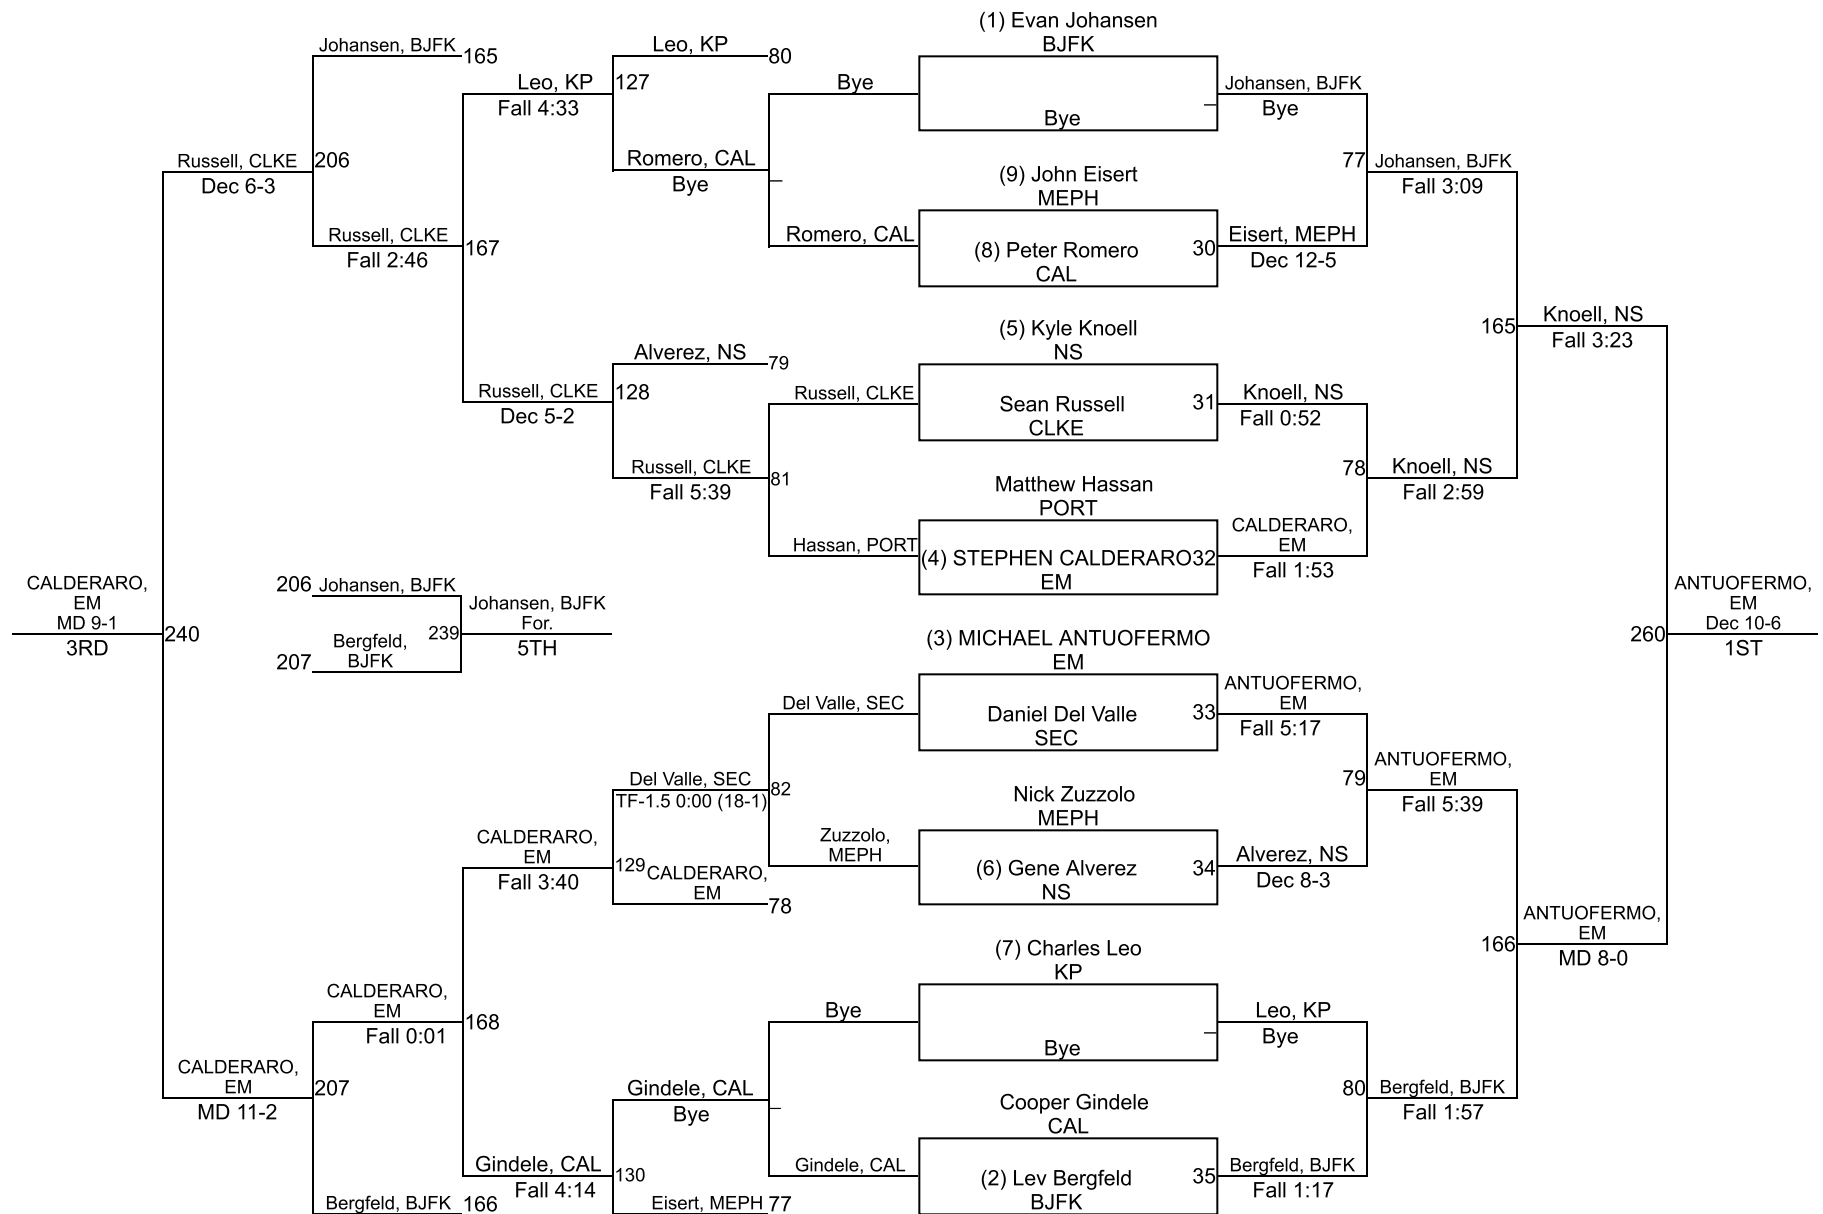 (1) Evan Johansen
BJFK
Johansen, BJFK
165
Leo, KP
80
Leo, KP
127
Fall 4:33
Bye
Bye
Johansen, BJFK
Bye
Russell, CLKE
206
Dec 6-3
Romero, CAL
Bye
(9) John Eisert
MEPH
77
Johansen, BJFK
Fall 3:09
Russell, CLKE
167
Fall 2:46
Romero, CAL
(8) Peter Romero
CAL
30
Eisert, MEPH
Dec 12-5
(5) Kyle Knoell
NS
165
Knoell, NS
Fall 3:23
Alverez, NS
79
Russell, CLKE
128
Dec 5-2
Russell, CLKE
Sean Russell
CLKE
31
Knoell, NS
Fall 0:52
Russell, CLKE
81
Fall 5:39
Matthew Hassan
PORT
78
Knoell, NS
Fall 2:59
Hassan, PORT
(4) STEPHEN CALDERARO
EM
32
CALDERARO,
EM
Fall 1:53
CALDERARO,
EM
MD 9-1
3RD
240
206
Johansen, BJFK
207
Bergfeld,
BJFK
239
Johansen, BJFK
For.
5TH
260
ANTUOFERMO,
EM
Dec 10-6
1ST
(3) MICHAEL ANTUOFERMO
EM
Del Valle, SEC
Daniel Del Valle
SEC
33
ANTUOFERMO,
EM
Fall 5:17
Del Valle, SEC
82
TF-1.5 0:00 (18-1)
Nick Zuzzolo
MEPH
79
ANTUOFERMO,
EM
Fall 5:39
CALDERARO,
EM
Fall 3:40
129
CALDERARO,
EM
78
Zuzzolo,
MEPH
(6) Gene Alverez
NS
34
Alverez, NS
Dec 8-3
(7) Charles Leo
KP
166
ANTUOFERMO,
EM
MD 8-0
CALDERARO,
EM
Fall 0:01
168
Bye
Bye
Leo, KP
Bye
CALDERARO,
EM
MD 11-2
207
Gindele, CAL
Bye
Cooper Gindele
CAL
80
Bergfeld, BJFK
Fall 1:57
Gindele, CAL
130
Fall 4:14
Gindele, CAL
(2) Lev Bergfeld
BJFK
35
Bergfeld, BJFK
Fall 1:17
Bergfeld, BJFK
166
Eisert, MEPH
77